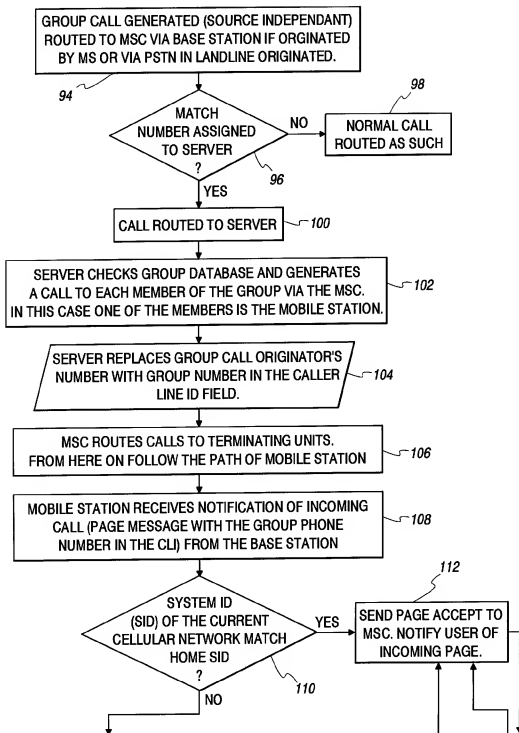 GROUP CALL GENERATED (SOURCE INDEPENDANT)
ROUTED TO MSC VIA BASE STATION IF ORGINATED
BY MS OR VIA PSTN IN LANDLINE ORIGINATED.
94
MATCH
NUMBER ASSIGNED
TO SERVER
?
96
NO
98
NORMAL CALL
ROUTED AS SUCH
YES
CALL ROUTED TO SERVER
100
SERVER CHECKS GROUP DATABASE AND GENERATES
A CALL TO EACH MEMBER OF THE GROUP VIA THE MSC.
IN THIS CASE ONE OF THE MEMBERS IS THE MOBILE STATION.
102
SERVER REPLACES GROUP CALL ORIGINATOR'S
NUMBER WITH GROUP NUMBER IN THE CALLER
LINE ID FIELD.
104
MSC ROUTES CALLS TO TERMINATING UNITS.
FROM HERE ON FOLLOW THE PATH OF MOBILE STATION
106
MOBILE STATION RECEIVES NOTIFICATION OF INCOMING
CALL (PAGE MESSAGE WITH THE GROUP PHONE
NUMBER IN THE CLI) FROM THE BASE STATION
108
SYSTEM ID
(SID) OF THE CURRENT
CELLULAR NETWORK MATCH
HOME SID
?
110
YES
112
SEND PAGE ACCEPT TO
MSC. NOTIFY USER OF
INCOMING PAGE.
NO